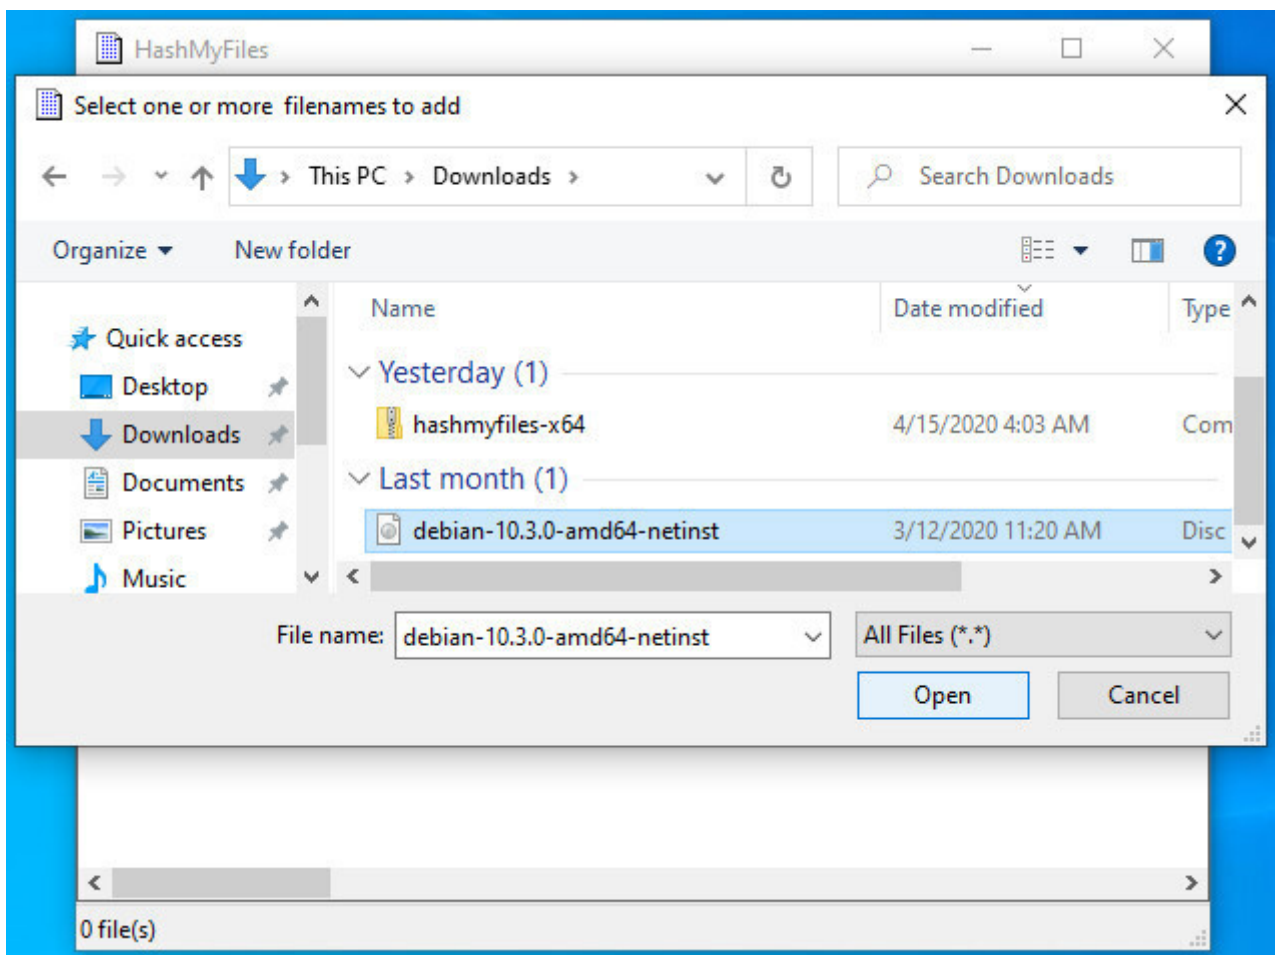 HashMyFiles
Select one or more filenames to add
This PC Downloads
Search Downloads
Organize New folder
?
Name Date modified Type
Quick access
Desktop
Downloads
Documents
Pictures
Music
Yesterday (1)
hashmyfiles-x64 4/15/2020 4:03 AM Com
Last month (1)
debian-10.3.0-amd64-netinst 3/12/2020 11:20 AM Disc
File name: debian-10.3.0-amd64-netinst All Files (*.*)
Open Cancel
0 file(s)